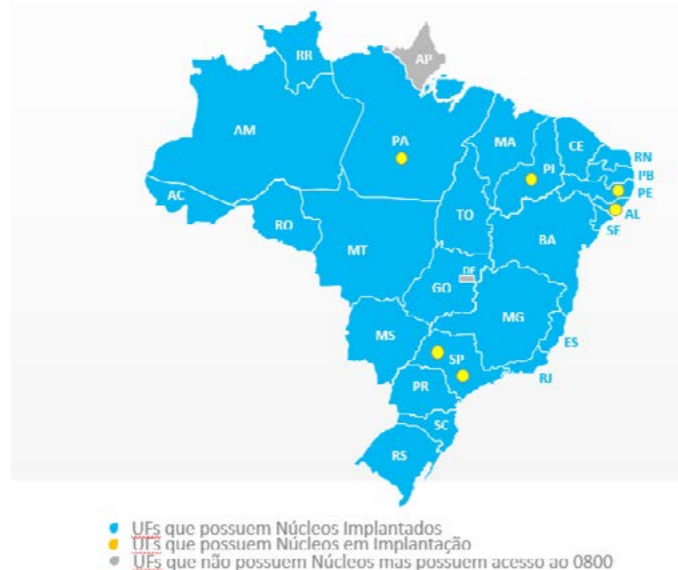 RR
AP
AM
PA
MA
CE
RN
PI
PB
PE
AC
TO
AL
RO
SE
BA
MT
DF
GO
MG
MS
ES
SP
RJ
PR
SC
RS
UFs que possuem Núcleos Implantados
UFs que possuem Núcleos em Implantação
UFs que não possuem Núcleos mas possuem acesso ao 0800